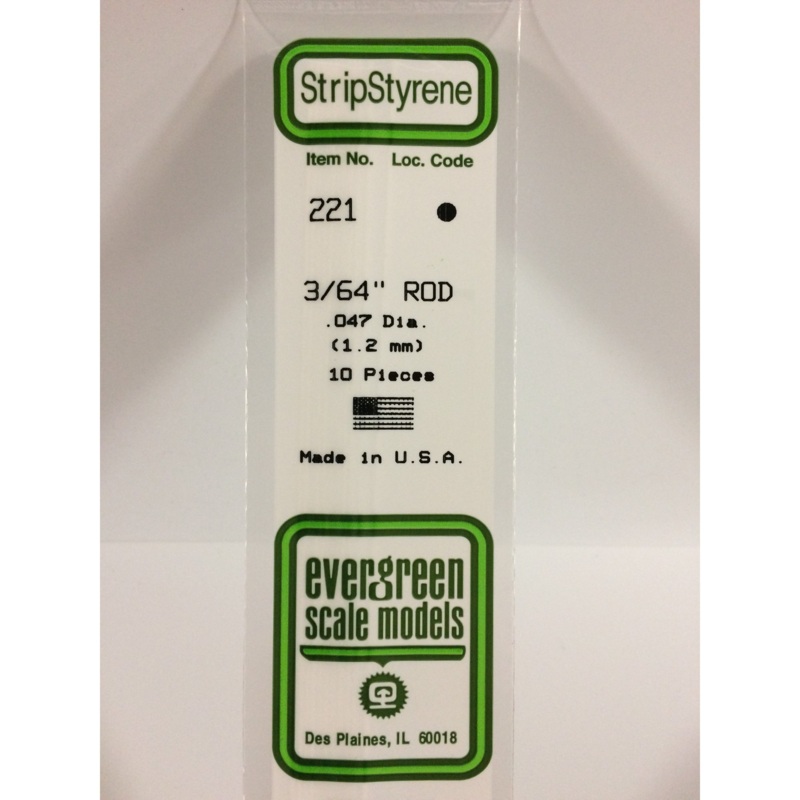 StripStyrene
Item No. Loc. Code
221
3/64" ROD
.047 Dia.
(1.2 mm)
10 Pieces
Made in U.S.A.
evergreen
scale models
Des Plaines, IL 60018